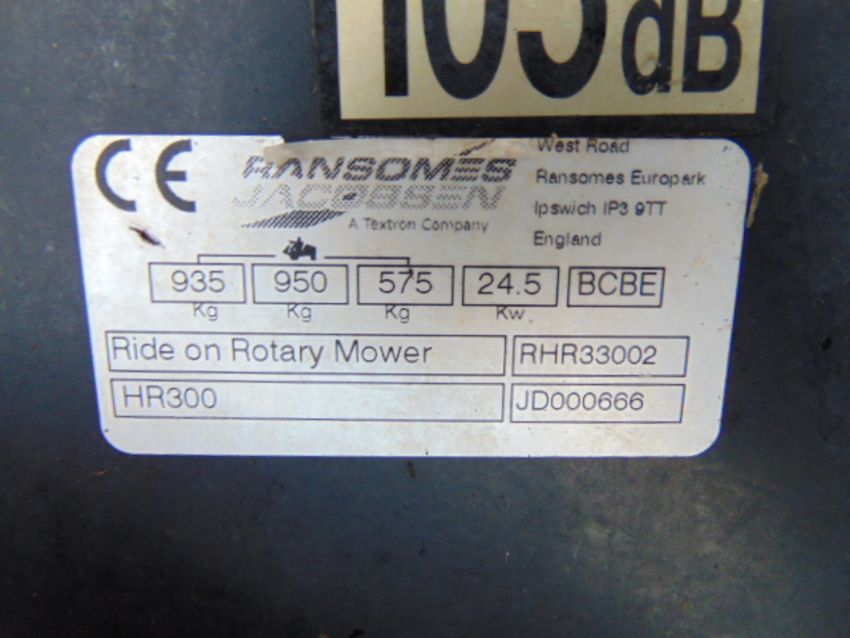 105 dB
CE
RANSOMES
JACOBSEN
A Textron Company
West Road
Ransomes Europark
Ipswich IP3 9TT
England
935 950 575 24.5 BCBE
Kg Kg Kg Kw
Ride on Rotary Mower RHR33002
HR300 JD000666